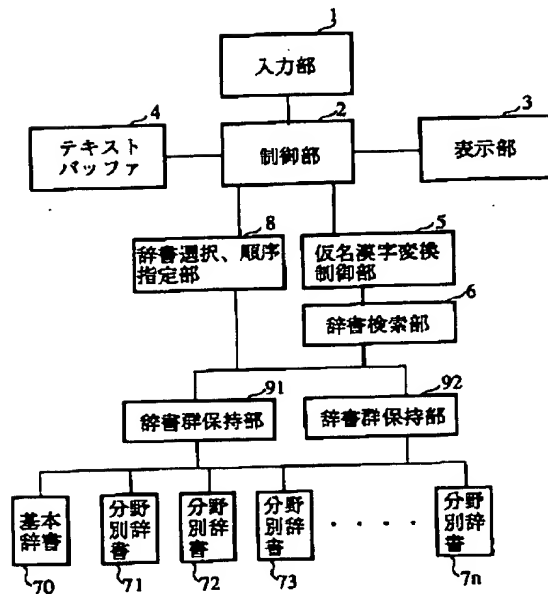 1
入力部
4
2
3
テキスト
バッファ
制御部
表示部
8
5
辞書選択、順序
指定部
仮名漢字変換
制御部
6
辞書検索部
91
92
辞書群保持部
辞書群保持部
基本
辞書
分野
別辞
書
分野
別辞
書
分野
別辞
書
・・・・・
分野
別辞
書
70
71
72
73
7n